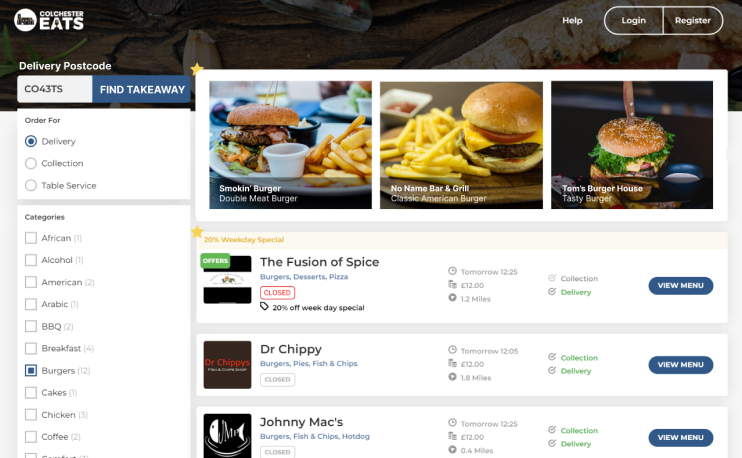 COLCHESTER
EATS
Help
Login
Register
Delivery Postcode
CO43TS
FIND TAKEAWAY
Order For
Delivery
Collection
Table Service
Categories
African (1)
Alcohol (1)
American (2)
Arabic (1)
BBQ (2)
Breakfast (4)
Burgers (12)
Cakes (1)
Chicken (3)
Coffee (2)
Smokin' Burger
Double Meat Burger
No Name Bar & Grill
Classic American Burger
Tom's Burger House
Tasty Burger
20% Weekday Special
OFFERS
The Fusion of Spice
Burgers, Desserts, Pizza
CLOSED
20% off week day special
Tomorrow 12:25
£12.00
1.2 Miles
Collection
Delivery
VIEW MENU
Dr Chippys
FISH & CHIPS SHOP
Dr Chippy
Burgers, Pies, Fish & Chips
CLOSED
Tomorrow 12:05
£12.00
1.8 Miles
Collection
Delivery
VIEW MENU
Johnny Mac's
Burgers, Fish & Chips, Hotdog
CLOSED
Tomorrow 12:25
£12.00
0.4 Miles
Collection
Delivery
VIEW MENU